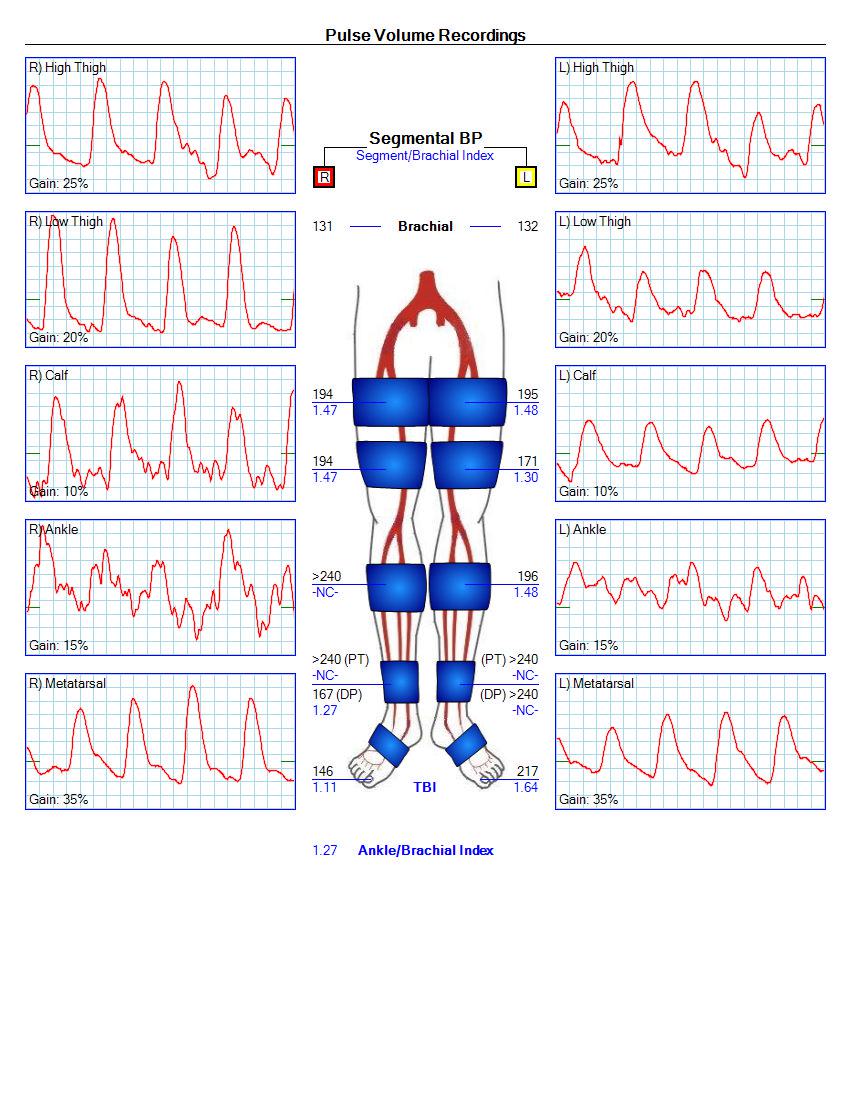 Pulse Volume Recordings
R) High Thigh
Gain: 25%
R) Low Thigh
Gain: 20%
R) Calf
Gain: 10%
R) Ankle
Gain: 15%
R) Metatarsal
Gain: 35%
Segmental BP
Segment/Brachial Index
R L
131 Brachial 132
194 195
1.47 1.48
194 171
1.47 1.30
>240 196
-NC- 1.48
>240 (PT) (PT) >240
-NC- -NC-
167 (DP) (DP) >240
1.27 -NC-
146 217
1.11 TBI 1.64
1.27 Ankle/Brachial Index
L) High Thigh
Gain: 25%
L) Low Thigh
Gain: 20%
L) Calf
Gain: 10%
L) Ankle
Gain: 15%
L) Metatarsal
Gain: 35%